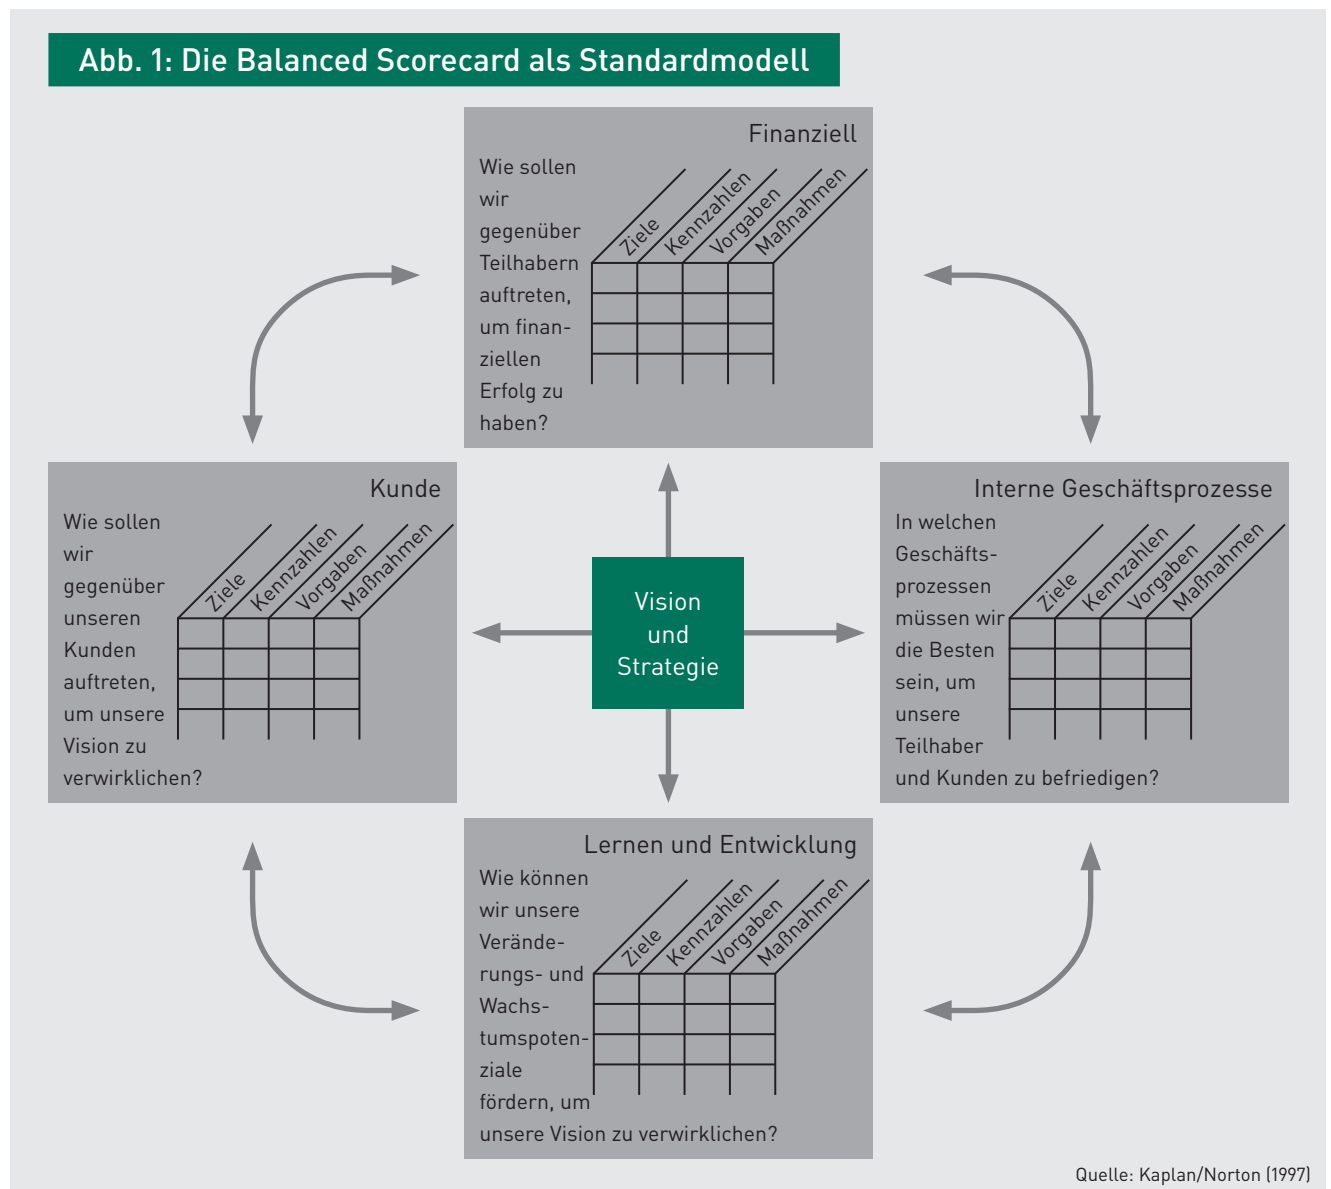 Abb. 1: Die Balanced Scorecard als Standardmodell
Finanziell
Wie sollen
wir
gegenüber
Teilhabern
auftreten,
um finan-
ziellen
Erfolg zu
haben?
Ziele
Kennzahlen
Vorgaben
Maßnahmen
Kunde
Wie sollen
wir
gegenüber
unseren
Kunden
auftreten,
um unsere
Vision zu
verwirklichen?
Ziele
Kennzahlen
Vorgaben
Maßnahmen
Vision
und
Strategie
Interne Geschäftsprozesse
In welchen
Geschäfts-
prozessen
müssen wir
die Besten
sein, um
unsere
Teilhaber
und Kunden zu befriedigen?
Ziele
Kennzahlen
Vorgaben
Maßnahmen
Lernen und Entwicklung
Wie können
wir unsere
Verände-
rungs- und
Wachs-
tumspoten-
ziale
fördern, um
unsere Vision zu verwirklichen?
Ziele
Kennzahlen
Vorgaben
Maßnahmen
Quelle: Kaplan/Norton (1997)